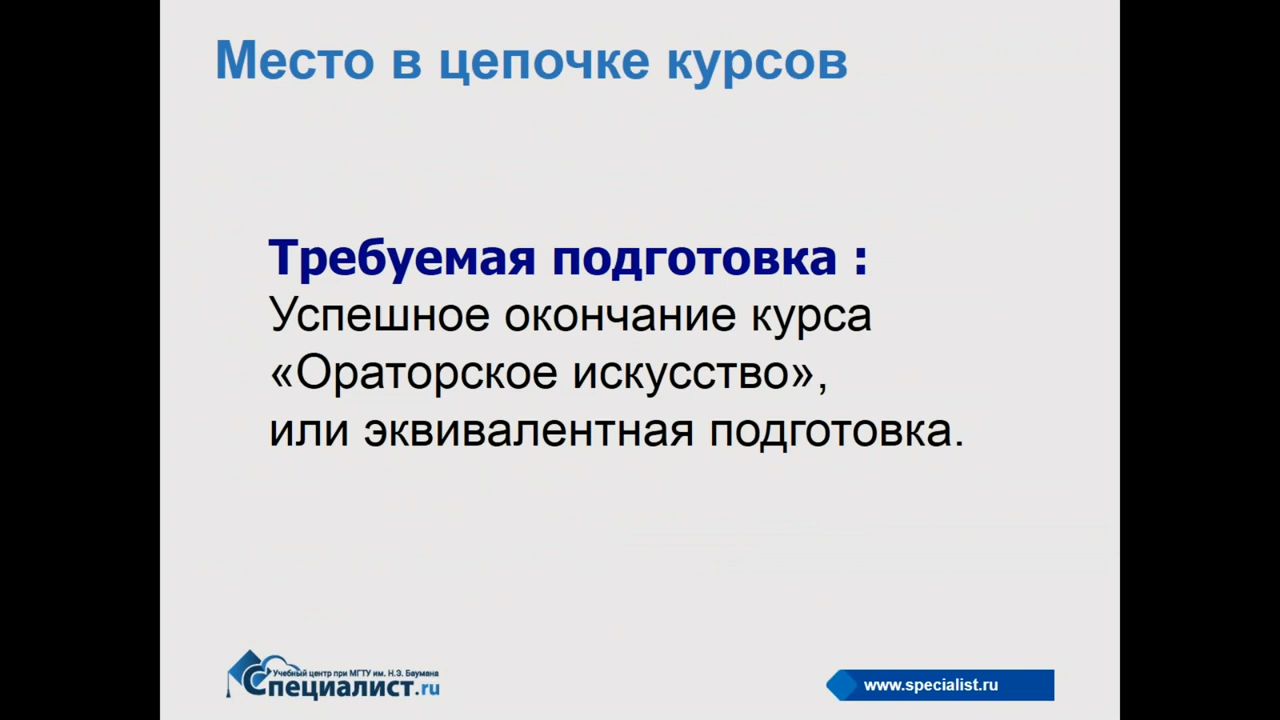 Место в цепочке курсов
Требуемая подготовка :
Успешное окончание курса
«Ораторское искусство»,
или эквивалентная подготовка.
Учебный центр при МГТУ им. Н.Э. Баумана
Специалист.ru
www.specialist.ru